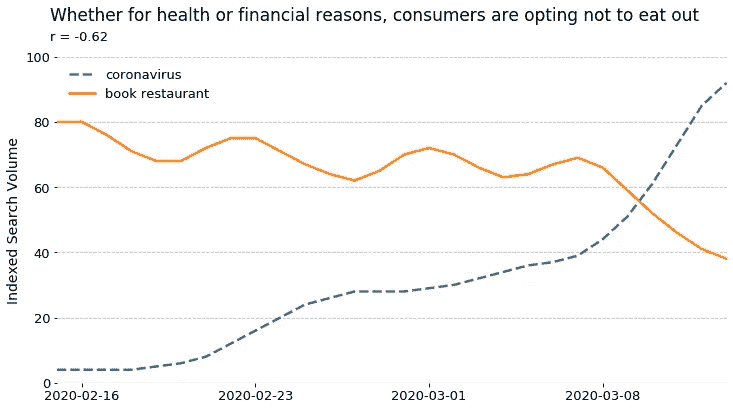 Whether for health or financial reasons, consumers are opting not to eat out
r = -0.62
100
coronavirus
book restaurant
80
60
40
20
0
Indexed Search Volume
2020-02-16
2020-02-23
2020-03-01
2020-03-08